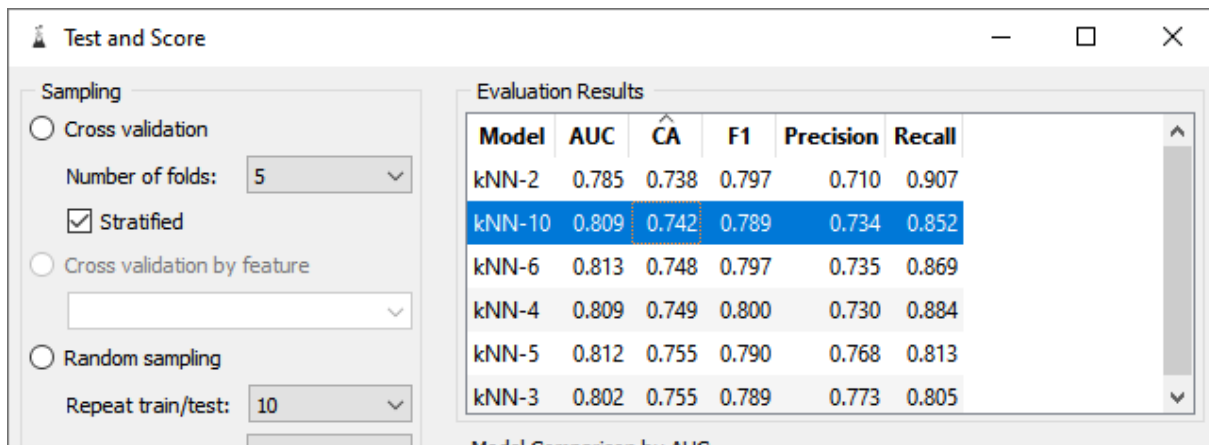 Test and Score
Sampling
Cross validation
Number of folds: 5
Stratified
Cross validation by feature
Random sampling
Repeat train/test: 10
Evaluation Results
Model AUC CA F1 Precision Recall
kNN-2 0.785 0.738 0.797 0.710 0.907
kNN-10 0.809 0.742 0.789 0.734 0.852
kNN-6 0.813 0.748 0.797 0.735 0.869
kNN-4 0.809 0.749 0.800 0.730 0.884
kNN-5 0.812 0.755 0.790 0.768 0.813
kNN-3 0.802 0.755 0.789 0.773 0.805
Model Comparison by AUC